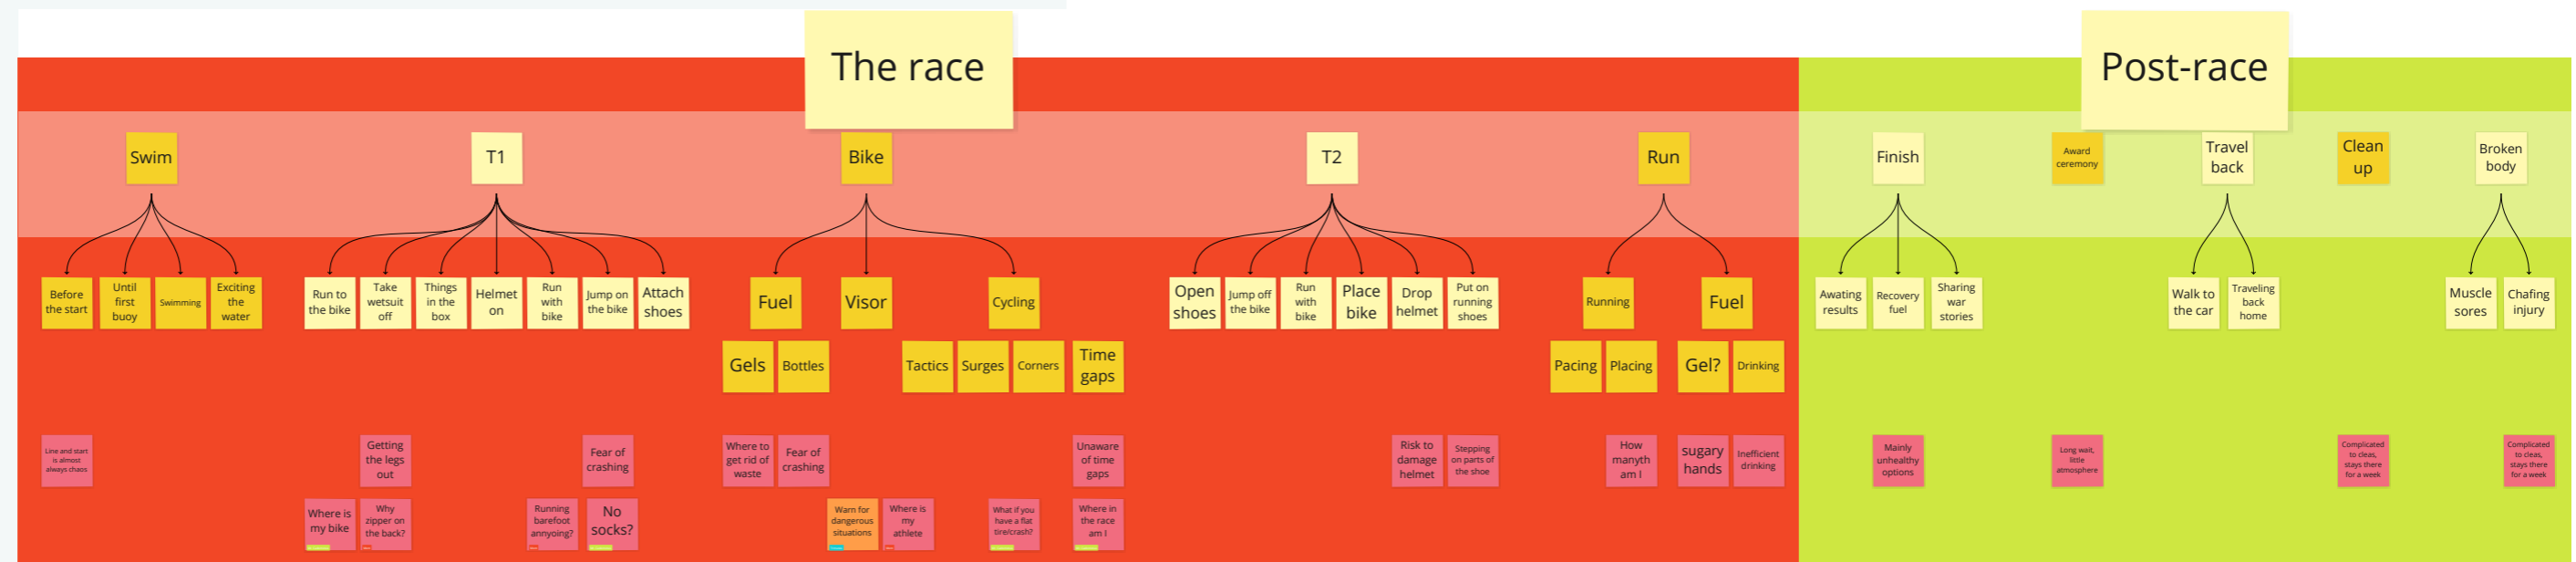 The race
Post-race
Swim
T1
Bike
T2
Run
Finish
Award
ceremony
Travel
back
Clean
up
Broken
body
Before
the start
Until
first
buoy
Swimming
Exciting
the
water
Run to
the bike
Take
wetsuit
off
Things
in the
box
Helmet
on
Run
with
bike
Jump on
the bike
Attach
shoes
Fuel
Visor
Cycling
Open
shoes
Jump off
the bike
Run
with
bike
Place
bike
Drop
helmet
Put on
running
shoes
Running
Fuel
Awating
results
Recovery
fuel
Sharing
war
stories
Walk to
the car
Traveling
back
home
Muscle
sores
Chafing
injury
Gels
Bottles
Tactics
Surges
Corners
Time
gaps
Pacing
Placing
Gel?
Drinking
Line and start
is almost
always chaos
Getting
the legs
out
Fear of
crashing
Where to
get rid of
waste
Fear of
crashing
Unaware
of time
gaps
Risk to
damage
helmet
Stepping
on parts of
the shoe
How
manyth
am I
sugary
hands
Inefficient
drinking
Mainly
unhealthy
options
Long wait,
little
atmosphere
Complicated
to cleas,
stays there
for a week
Complicated
to cleas,
stays there
for a week
Where is
my bike
Why
zipper on
the back?
Running
barefoot
annyoing?
No
socks?
Warn for
dangerous
situations
Where is
my
athlete
What if you
have a flat
tire/crash?
Where in
the race
am I